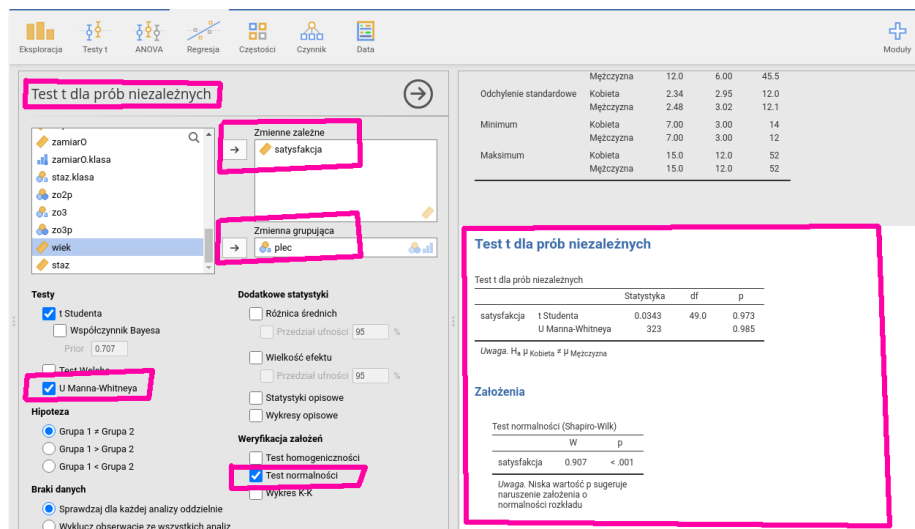 Eksploracja Testy t ANOVA Regresja Częstości Czynnik Data Moduły
Test t dla prób niezależnych
zamiarO
zamiarO.klasa
staz.klasa
zo2p
zo3
zo3p
wiek
staz
Zmienne zależne
satysfakcja
Zmienna grupująca
plec
Testy
t Studenta
Współczynnik Bayesa
Prior 0.707
Test Welcha
U Manna-Whitneya
Hipoteza
Grupa 1 ≠ Grupa 2
Grupa 1 > Grupa 2
Grupa 1 < Grupa 2
Braki danych
Sprawdzaj dla każdej analizy oddzielnie
Wyklucz obserwacje ze wszystkich analiz
Dodatkowe statystyki
Różnica średnich
Przedział ufności 95 %
Wielkość efektu
Przedział ufności 95 %
Statystyki opisowe
Wykresy opisowe
Weryfikacja założeń
Test homogeniczności
Test normalności
Wykres K-K
Mężczyzna 12.0 6.00 45.5
Odchylenie standardowe Kobieta 2.34 2.95 12.0
Mężczyzna 2.48 3.02 12.1
Minimum Kobieta 7.00 3.00 14
Mężczyzna 7.00 3.00 12
Maksimum Kobieta 15.0 12.0 52
Mężczyzna 15.0 12.0 52
Test t dla prób niezależnych
Test t dla prób niezależnych
Statystyka df p
satysfakcja t Studenta 0.0343 49.0 0.973
U Manna-Whitneya 323 0.985
Uwaga. Hₐ μ Kobieta ≠ μ Mężczyzna
Założenia
Test normalności (Shapiro-Wilk)
W p
satysfakcja 0.907 < .001
Uwaga. Niska wartość p sugeruje
naruszenie założenia o
normalności rozkładu